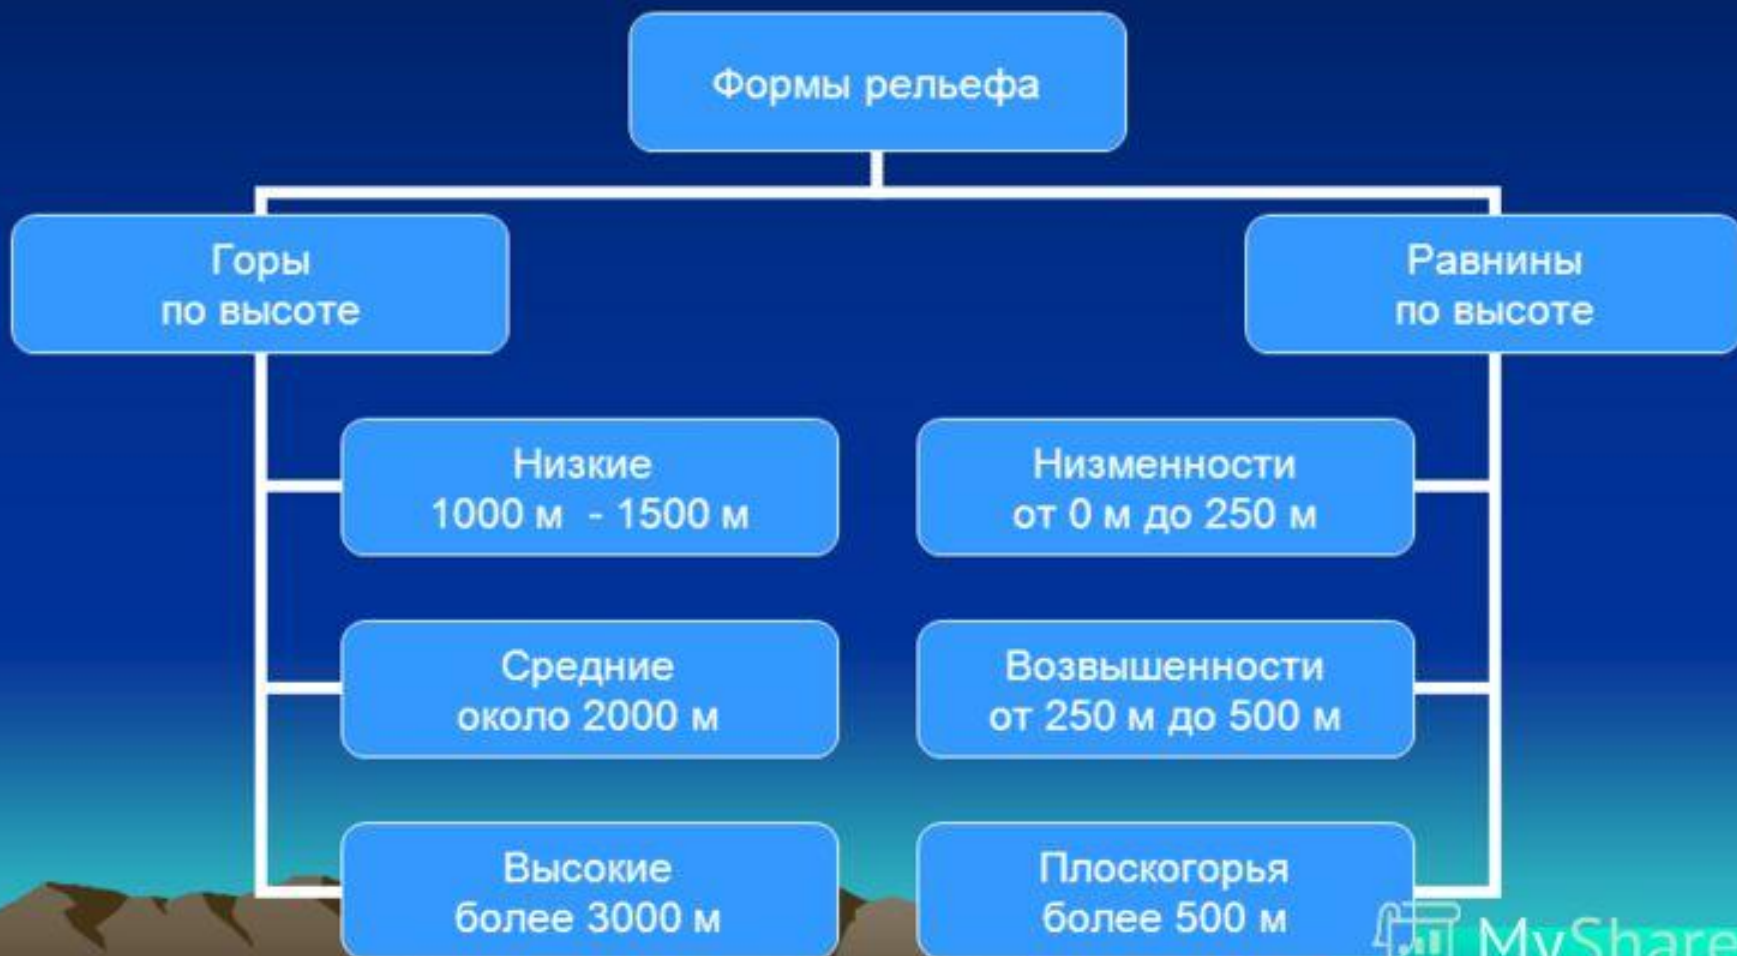 Формы рельефа
Горы
по высоте
Низкие
1000 м - 1500 м
Средние
около 2000 м
Высокие
более 3000 м
Равнины
по высоте
Низменности
от 0 м до 250 м
Возвышенности
от 250 м до 500 м
Плоскогорья
более 500 м
MyShare